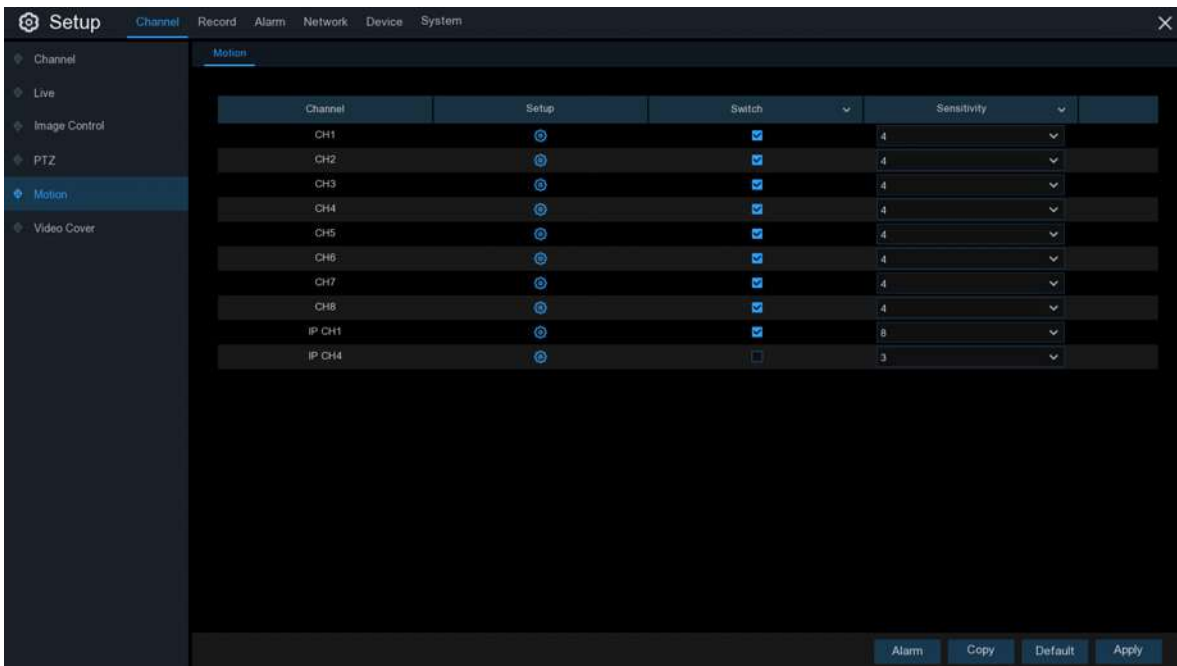 Setup Channel Record Alarm Network Device System
Channel
Live
Image Control
PTZ
Motion
Video Cover
Motion
Channel Setup Switch Sensitivity
CH1 4
CH2 4
CH3 4
CH4 4
CH5 4
CH6 4
CH7 4
CH8 4
IP CH1 8
IP CH4 3
Alarm Copy Default Apply